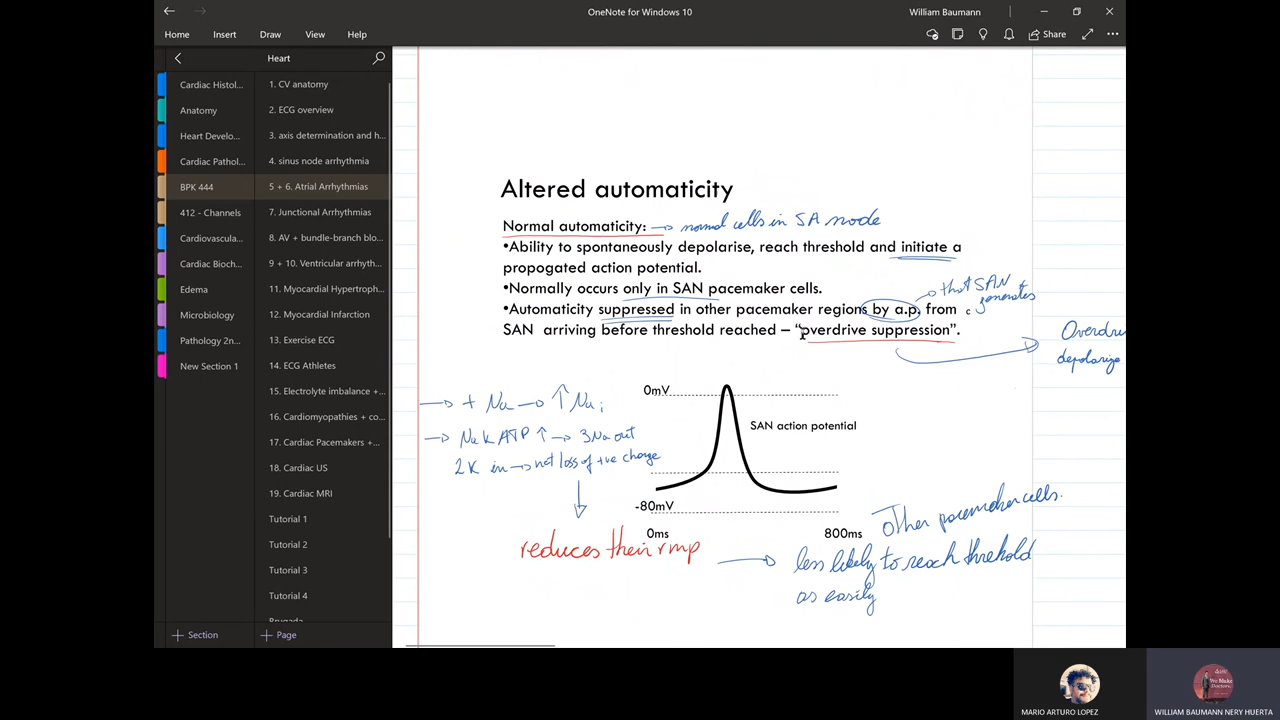 OneNote for Windows 10
William Baumann
Home
Insert
Draw
View
Help
Share
Heart
Cardiac Histol...
Anatomy
Heart Develo...
Cardiac Pathol...
BPK 444
412 - Channels
Cardiovascula...
Cardiac Bioch...
Edema
Microbiology
Pathology 2n...
New Section 1
1. CV anatomy
2. ECG overview
3. axis determination and h...
4. sinus node arrhythmia
5 + 6. Atrial Arrhythmias
7. Junctional Arrhythmias
8. AV + bundle-branch blo...
9 + 10. Ventricular arryth...
11. Myocardial Hypertroph...
12. Myocardial Infarction
13. Exercise ECG
14. ECG Athletes
15. Electrolyte imbalance +...
16. Cardiomyopathies + co...
17. Cardiac Pacemakers +...
18. Cardiac US
19. Cardiac MRI
Tutorial 1
Tutorial 2
Tutorial 3
Tutorial 4
Brugada
Section
Page
Altered automaticity
Normal automaticity: → normal cells in SA node
•Ability to spontaneously depolarise, reach threshold and initiate a
propogated action potential.
•Normally occurs only in SAN pacemaker cells.
•Automaticity suppressed in other pacemaker regions by a.p. from
SAN arriving before threshold reached – “overdrive suppression”.
that SAN
generates
Overdri
depolarize
→ + Na → ↑ Na i
→ Na K ATP ↑ → 3Na out
2K in → net loss of +ve charge
reduces their rmp
0mV
SAN action potential
-80mV
0ms
800ms
Other pacemaker cells.
→ less likely to reach threkold
as easily
MARIO ARTURO LOPEZ
WILLIAM BAUMANN NERY HUERTA